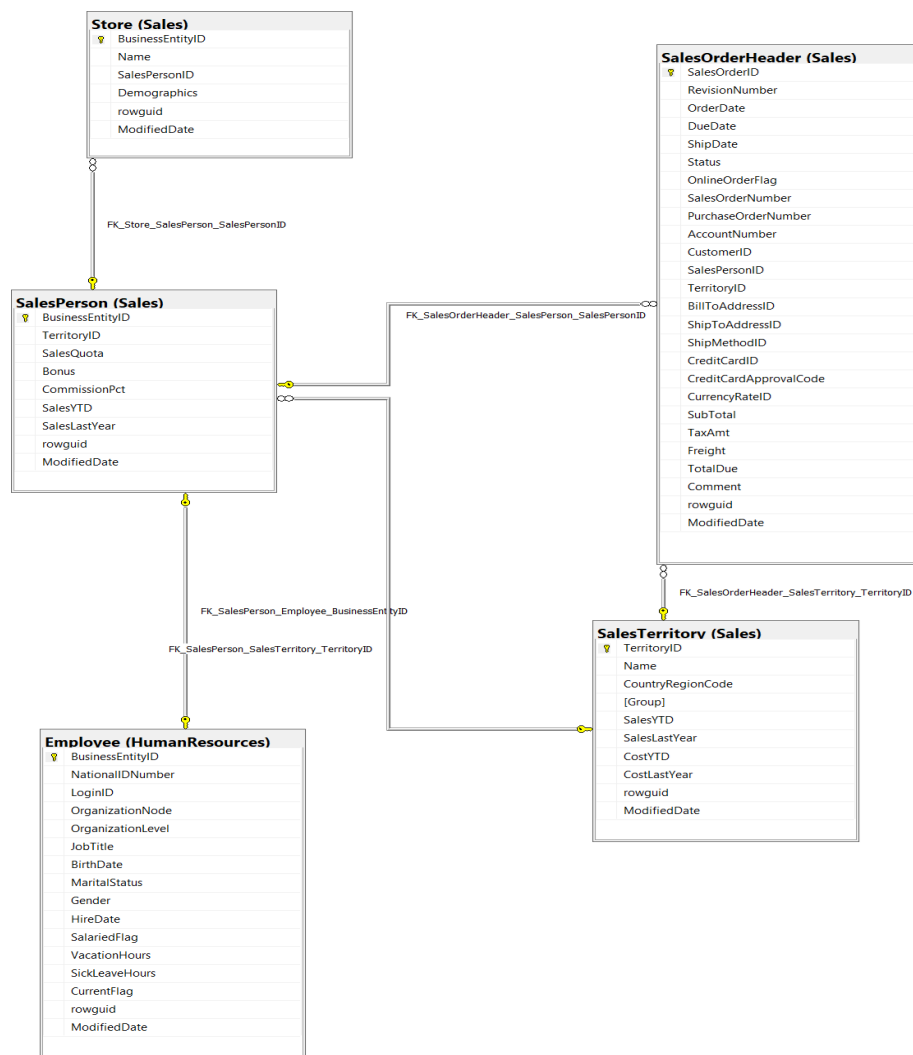 Store (Sales)
BusinessEntityID
Name
SalesPersonID
Demographics
rowguid
ModifiedDate
FK_Store_SalesPerson_SalesPersonID
SalesPerson (Sales)
BusinessEntityID
TerritoryID
SalesQuota
Bonus
CommissionPct
SalesYTD
SalesLastYear
rowguid
ModifiedDate
FK_SalesOrderHeader_SalesPerson_SalesPersonID
SalesOrderHeader (Sales)
SalesOrderID
RevisionNumber
OrderDate
DueDate
ShipDate
Status
OnlineOrderFlag
SalesOrderNumber
PurchaseOrderNumber
AccountNumber
CustomerID
SalesPersonID
TerritoryID
BillToAddressID
ShipToAddressID
ShipMethodID
CreditCardID
CreditCardApprovalCode
CurrencyRateID
SubTotal
TaxAmt
Freight
TotalDue
Comment
rowguid
ModifiedDate
FK_SalesOrderHeader_SalesTerritory_TerritoryID
FK_SalesPerson_Employee_BusinessEntityID
FK_SalesPerson_SalesTerritory_TerritoryID
SalesTerritory (Sales)
TerritoryID
Name
CountryRegionCode
[Group]
SalesYTD
SalesLastYear
CostYTD
CostLastYear
rowguid
ModifiedDate
Employee (HumanResources)
BusinessEntityID
NationalIDNumber
LoginID
OrganizationNode
OrganizationLevel
JobTitle
BirthDate
MaritalStatus
Gender
HireDate
SalariedFlag
VacationHours
SickLeaveHours
CurrentFlag
rowguid
ModifiedDate